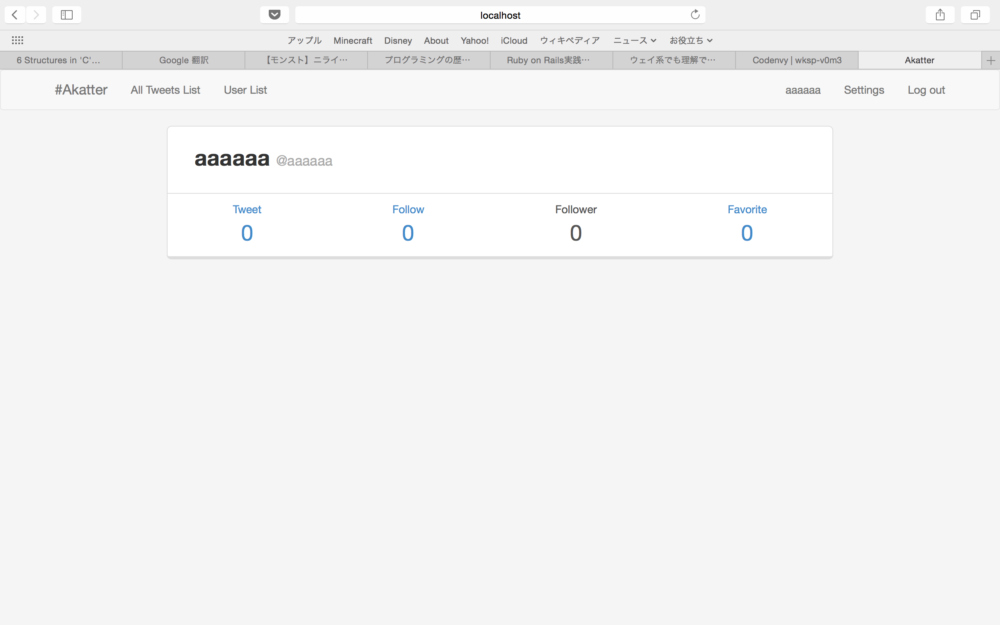 localhost
アップル Minecraft Disney About Yahoo! iCloud ウィキペディア ニュース お役立ち
6 Structures in 'C'... Google 翻訳 【モンスト】ニライ… プログラミングの歴… Ruby on Rails実践… ウェイ系でも理解で… Codenvy | wksp-v0m3 Akatter
#Akatter All Tweets List User List aaaaaa Settings Log out
aaaaaa @aaaaaa
Tweet Follow Follower Favorite
0 0 0 0